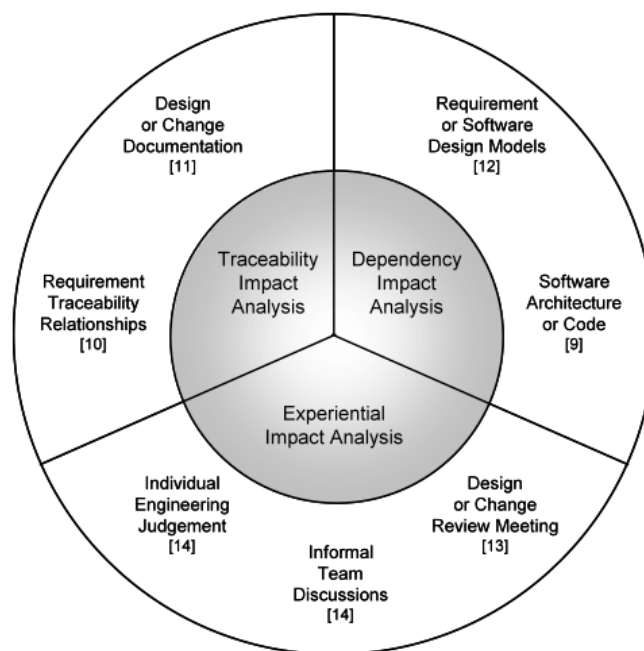 Design
or Change
Documentation
[11]
Requirement
or Software
Design Models
[12]
Traceability
Impact
Analysis
Dependency
Impact
Analysis
Requirement
Traceability
Relationships
[10]
Software
Architecture
or Code
[9]
Experiential
Impact Analysis
Individual
Engineering
Judgement
[14]
Informal
Team
Discussions
[14]
Design
or Change
Review Meeting
[13]